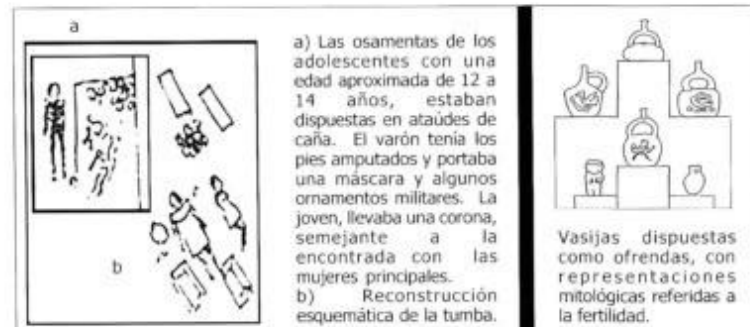 a
b
a) Las osamentas de los
adolescentes con una
edad aproximada de 12 a
14 años, estaban
dispuestas en ataúdes de
caña. El varón tenía los
pies amputados y portaba
una máscara y algunos
ornamentos militares. La
joven, llevaba una corona,
semejante a la
encontrada con las
mujeres principales.
b) Reconstrucción
esquemática de la tumba.
Vasijas dispuestas
como ofrendas, con
representaciones
mitológicas referidas a
la fertilidad.